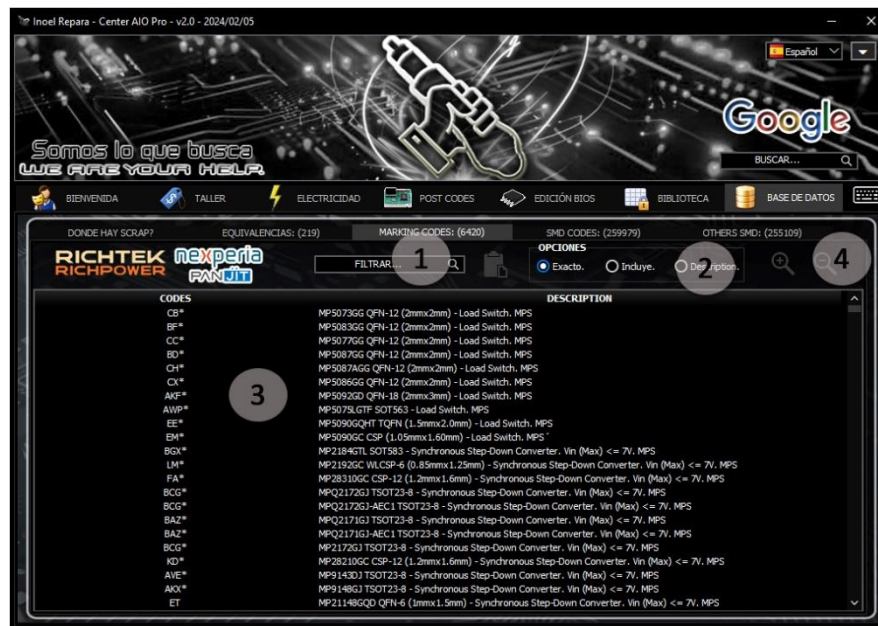 Inoel Repara - Center AIO Pro - v2.0 - 2024/02/05
Español
Google
Somos lo que busca
WE ARE YOUR HELP.
BUSCAR...
BIENVENIDA TALLER ELECTRICIDAD POST CODES EDICIÓN BIOS BIBLIOTECA BASE DE DATOS
DONDE HAY SCRAP? EQUIVALENCIAS: (219) MARKING CODES: (6420) SMD CODES: (259979) OTHERS SMD: (255109)
RICHTEK nexperia
RICHPOWER PANJIT
FILTRAR...
1
OPCIONES
Exacto. Incluye. Description.
2
4
CODES DESCRIPTION
CB* MP5073GG QFN-12 (2mmx2mm) - Load Switch. MPS
BF* MP5083GG QFN-12 (2mmx2mm) - Load Switch. MPS
CC* MP5077GG QFN-12 (2mmx2mm) - Load Switch. MPS
BD* MP5087GG QFN-12 (2mmx2mm) - Load Switch. MPS
CH* MP5087AGG QFN-12 (2mmx2mm) - Load Switch. MPS
CX* MP5086GG QFN-12 (2mmx2mm) - Load Switch. MPS
AKF* MP5092GD QFN-18 (2mmx3mm) - Load Switch. MPS
3
AWP* MP5075LGTF SOT563 - Load Switch. MPS
EE* MP5090GQHT TQFN (1.5mmx2.0mm) - Load Switch. MPS
EM* MP5090GC CSP (1.05mmx1.60mm) - Load Switch. MPS
BGX* MP2184GTL SOT583 - Synchronous Step-Down Converter. Vin (Max) <= 7V. MPS
LM* MP2192GC WLCSP-6 (0.85mmx1.25mm) - Synchronous Step-Down Converter. Vin (Max) <= 7V. MPS
FA* MP28310GC CSP-12 (1.2mmx1.6mm) - Synchronous Step-Down Converter. Vin (Max) <= 7V. MPS
BCG* MPQ2172GJ TSOT23-8 - Synchronous Step-Down Converter. Vin (Max) <= 7V. MPS
BCG* MPQ2172GJ-AEC1 TSOT23-8 - Synchronous Step-Down Converter. Vin (Max) <= 7V. MPS
BAZ* MPQ2171GJ TSOT23-8 - Synchronous Step-Down Converter. Vin (Max) <= 7V. MPS
BAZ* MPQ2171GJ-AEC1 TSOT23-8 - Synchronous Step-Down Converter. Vin (Max) <= 7V. MPS
BCG* MP2172GJ TSOT23-8 - Synchronous Step-Down Converter. Vin (Max) <= 7V. MPS
KD* MP28210GC CSP-12 (1.2mmx1.6mm) - Synchronous Step-Down Converter. Vin (Max) <= 7V. MPS
AVE* MP9143DJ TSOT23-8 - Synchronous Step-Down Converter. Vin (Max) <= 7V. MPS
AKX* MP9148GJ TSOT23-8 - Synchronous Step-Down Converter. Vin (Max) <= 7V. MPS
ET MP21148GQD QFN-6 (1mmx1.5mm) - Synchronous Step-Down Converter. Vin (Max) <= 7V. MPS